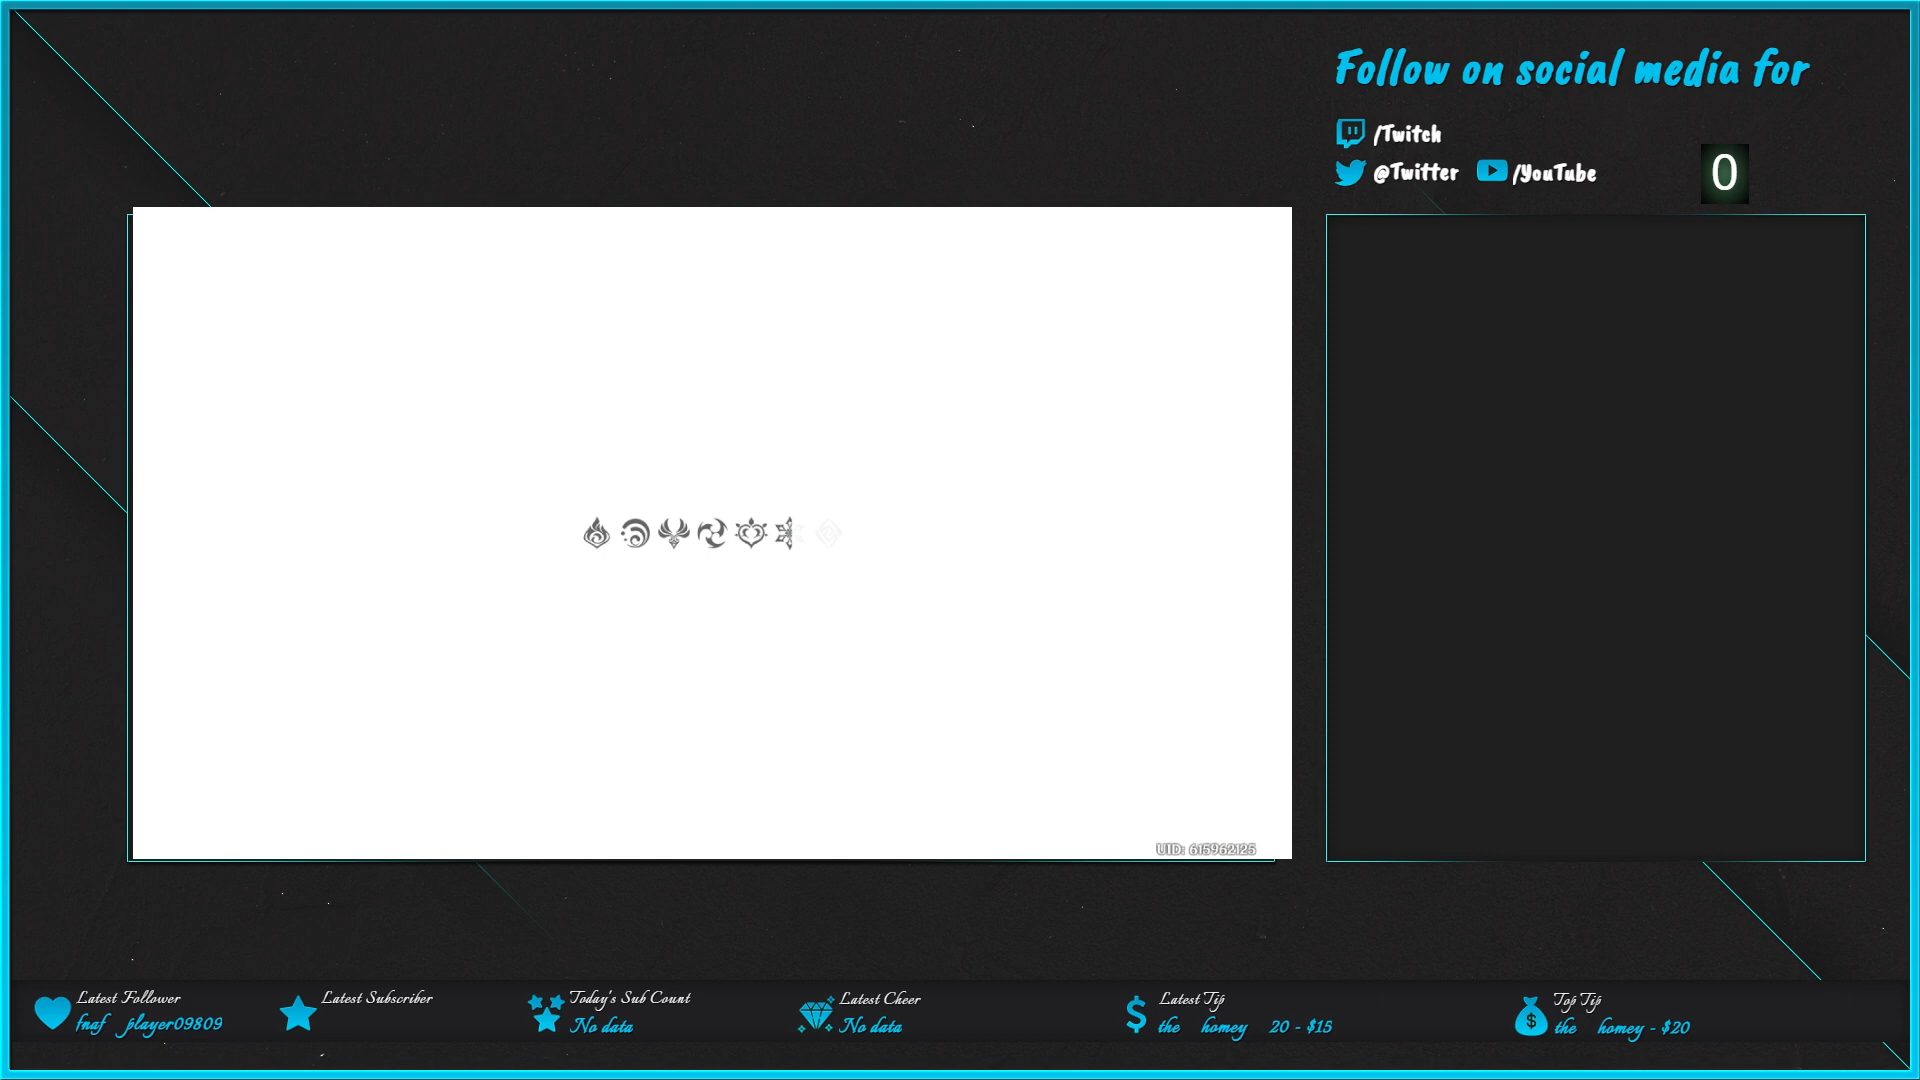 Follow on social media for
/Twitch
@Twitter /YouTube
0
UID: 615962125
Latest Follower
fnaf player09809
Latest Subscriber
Today's Sub Count
No data
Latest Cheer
No data
Latest Tip
the homey 20 - $15
Top Tip
the homey - $20